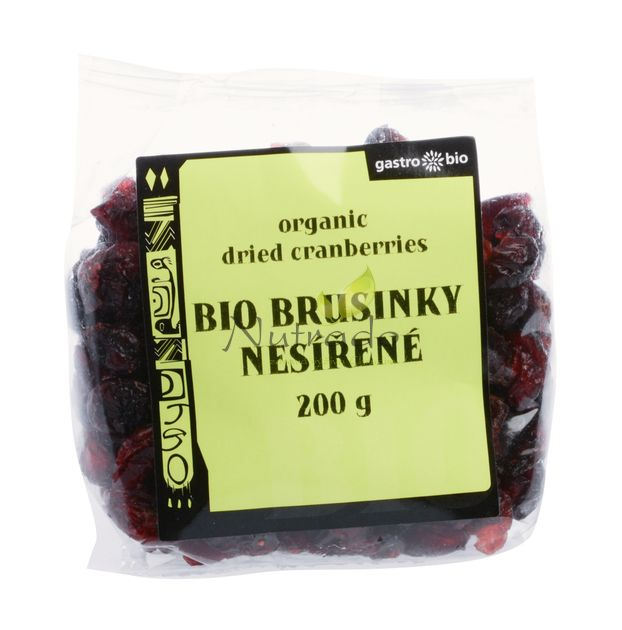 gastro bio
organic
dried cranberries
BIO BRUSINKY
Nutrado
NESÍŘENÉ
200 g